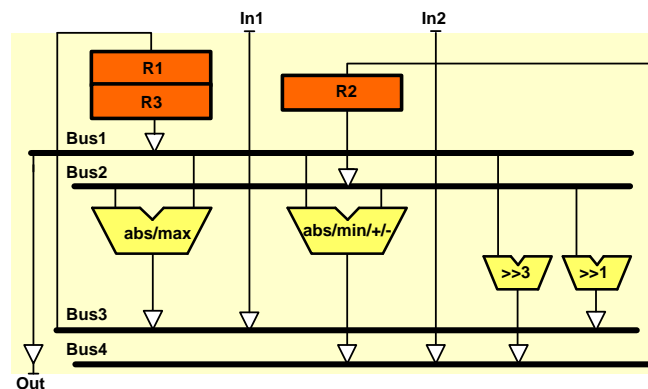 In1 In2
R1
R3
R2
Bus1
Bus2
abs/max abs/min/+/-
>>3 >>1
Bus3
Bus4
Out